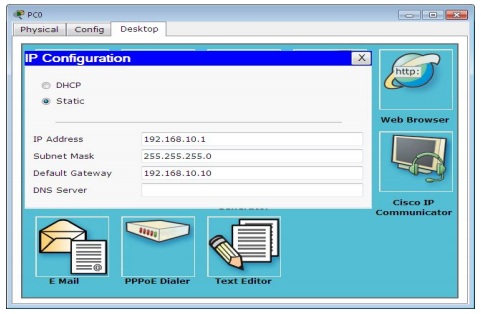 PC0
Physical Config Desktop
IP Configuration X
http:
DHCP
Static
Web Browser
IP Address 192.168.10.1
Subnet Mask 255.255.255.0
Default Gateway 192.168.10.10
DNS Server
Cisco IP
Communicator
E Mail PPPoE Dialer Text Editor